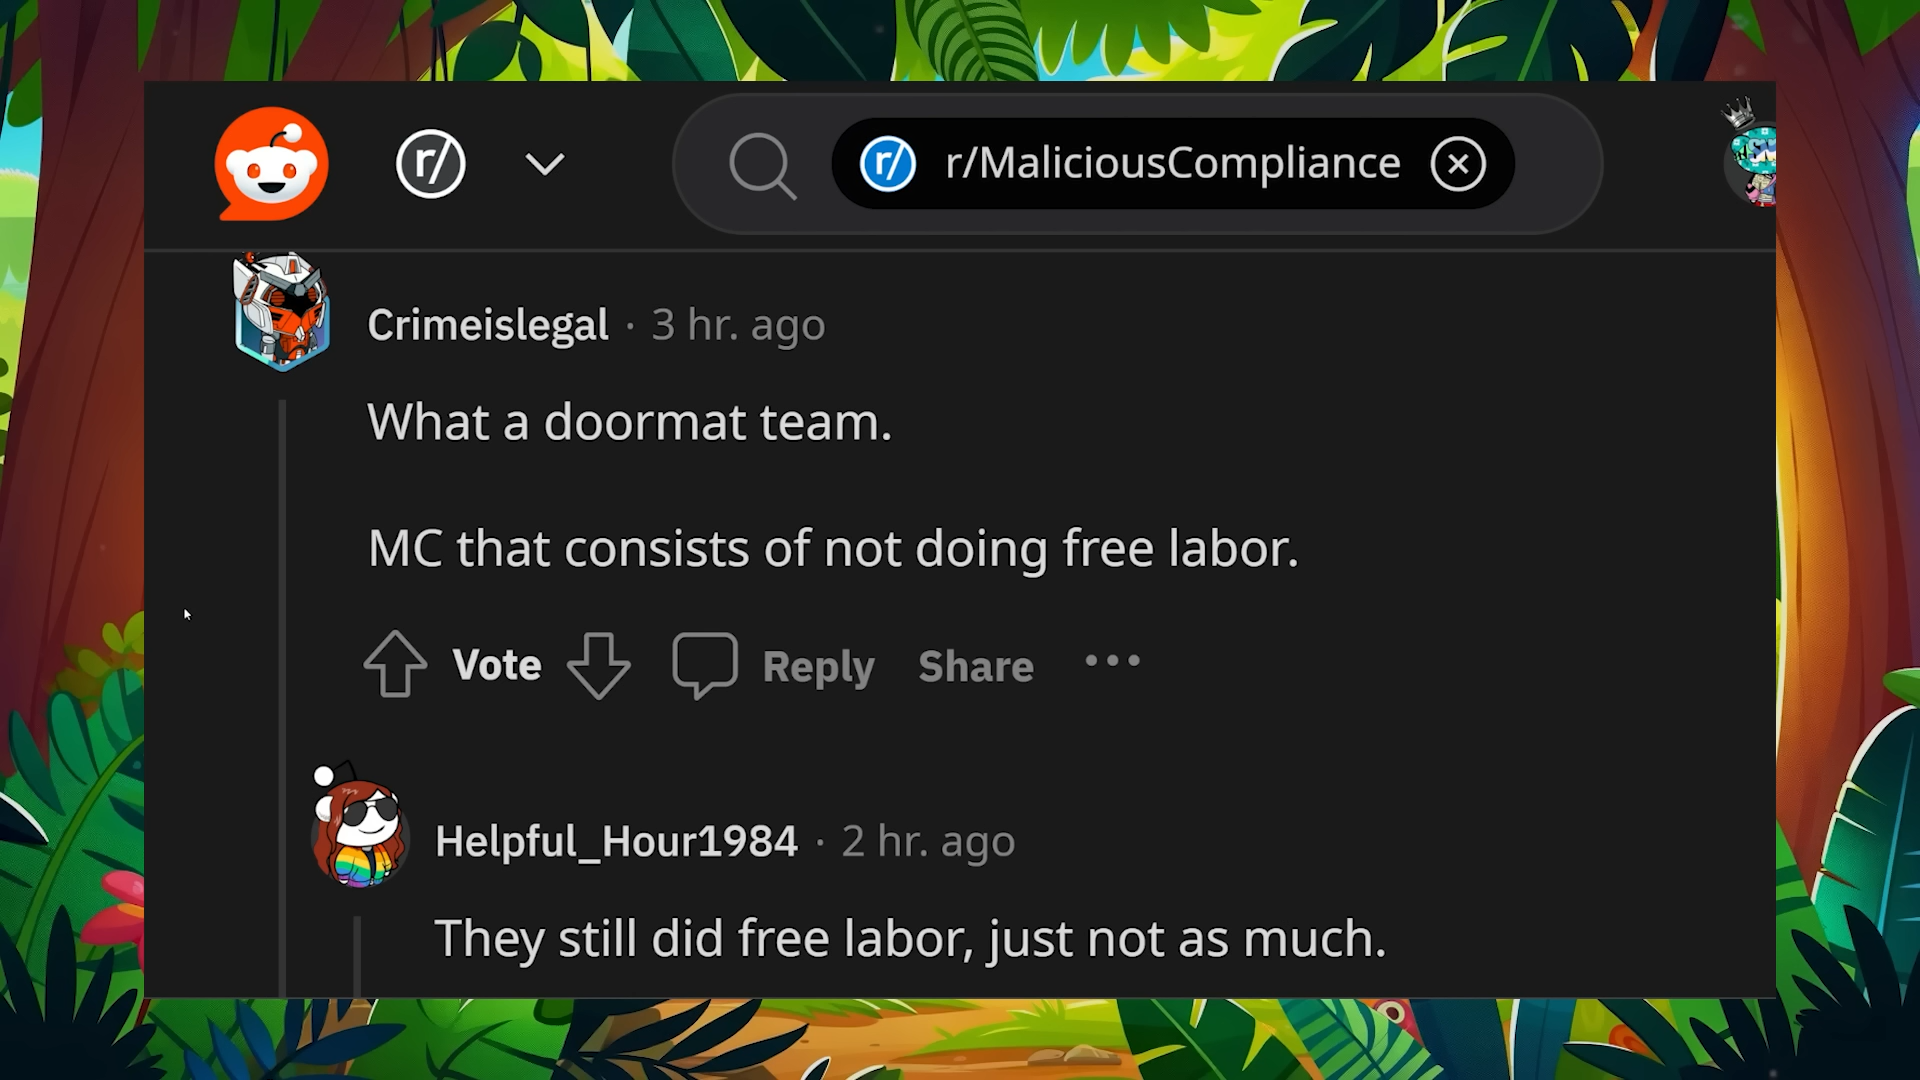 r/ r/ r/MaliciousCompliance
Crimeislegal · 3 hr. ago
What a doormat team.
MC that consists of not doing free labor.
Vote Reply Share •••
Helpful_Hour1984 · 2 hr. ago
They still did free labor, just not as much.